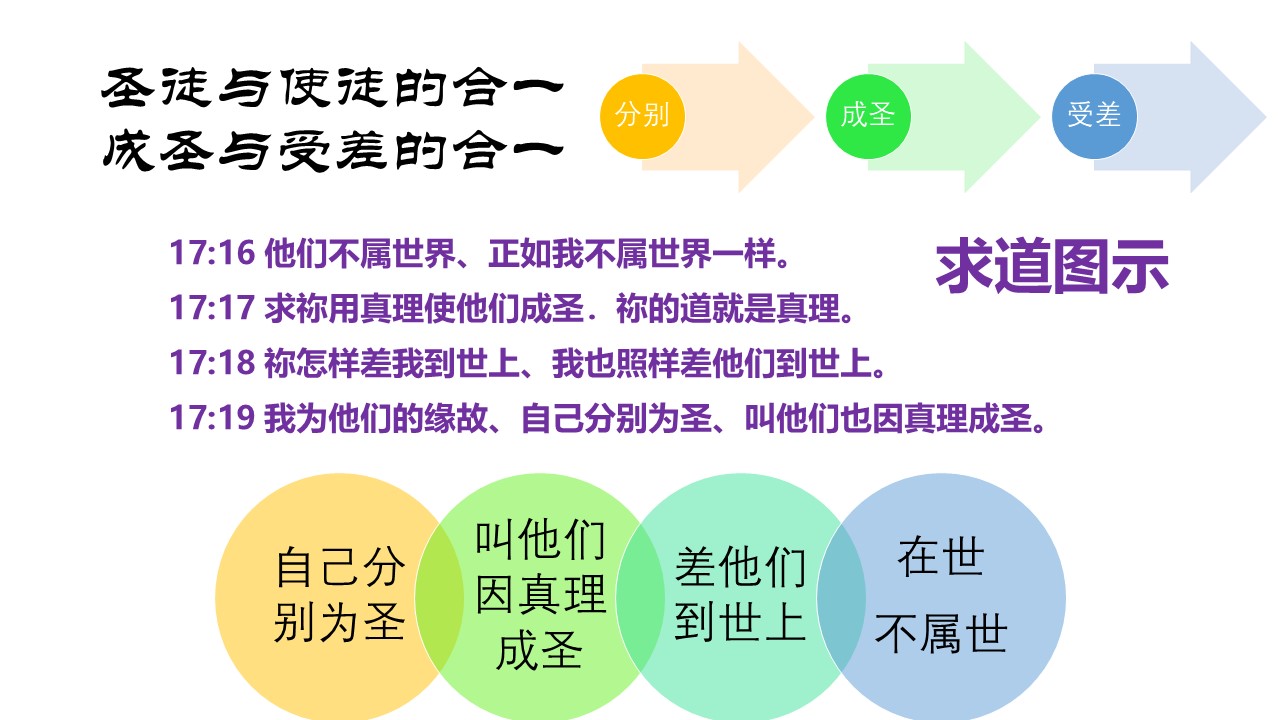 圣徒与使徒的合一
成圣与受差的合一
分别
成圣
受差
求道图示
17:16 他们不属世界、正如我不属世界一样。
17:17 求祢用真理使他们成圣．祢的道就是真理。
17:18 祢怎样差我到世上、我也照样差他们到世上。
17:19 我为他们的缘故、自己分别为圣、叫他们也因真理成圣。
自己分
别为圣
叫他们
因真理
成圣
差他们
到世上
在世
不属世